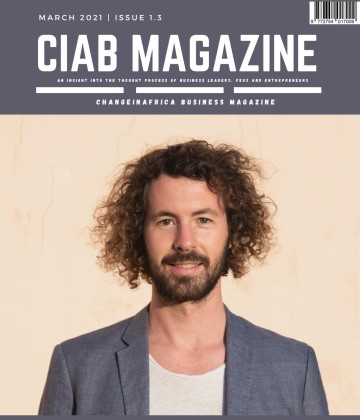 MARCH 2021 | ISSUE 1.3
CIAB MAGAZINE
AN INSIGHT INTO THE THOUGHT PROCESS OF BUSINESS LEADERS, CEOS AND ENTREPRENEURS
CHANGEINAFRICA BUSINESS MAGAZINE